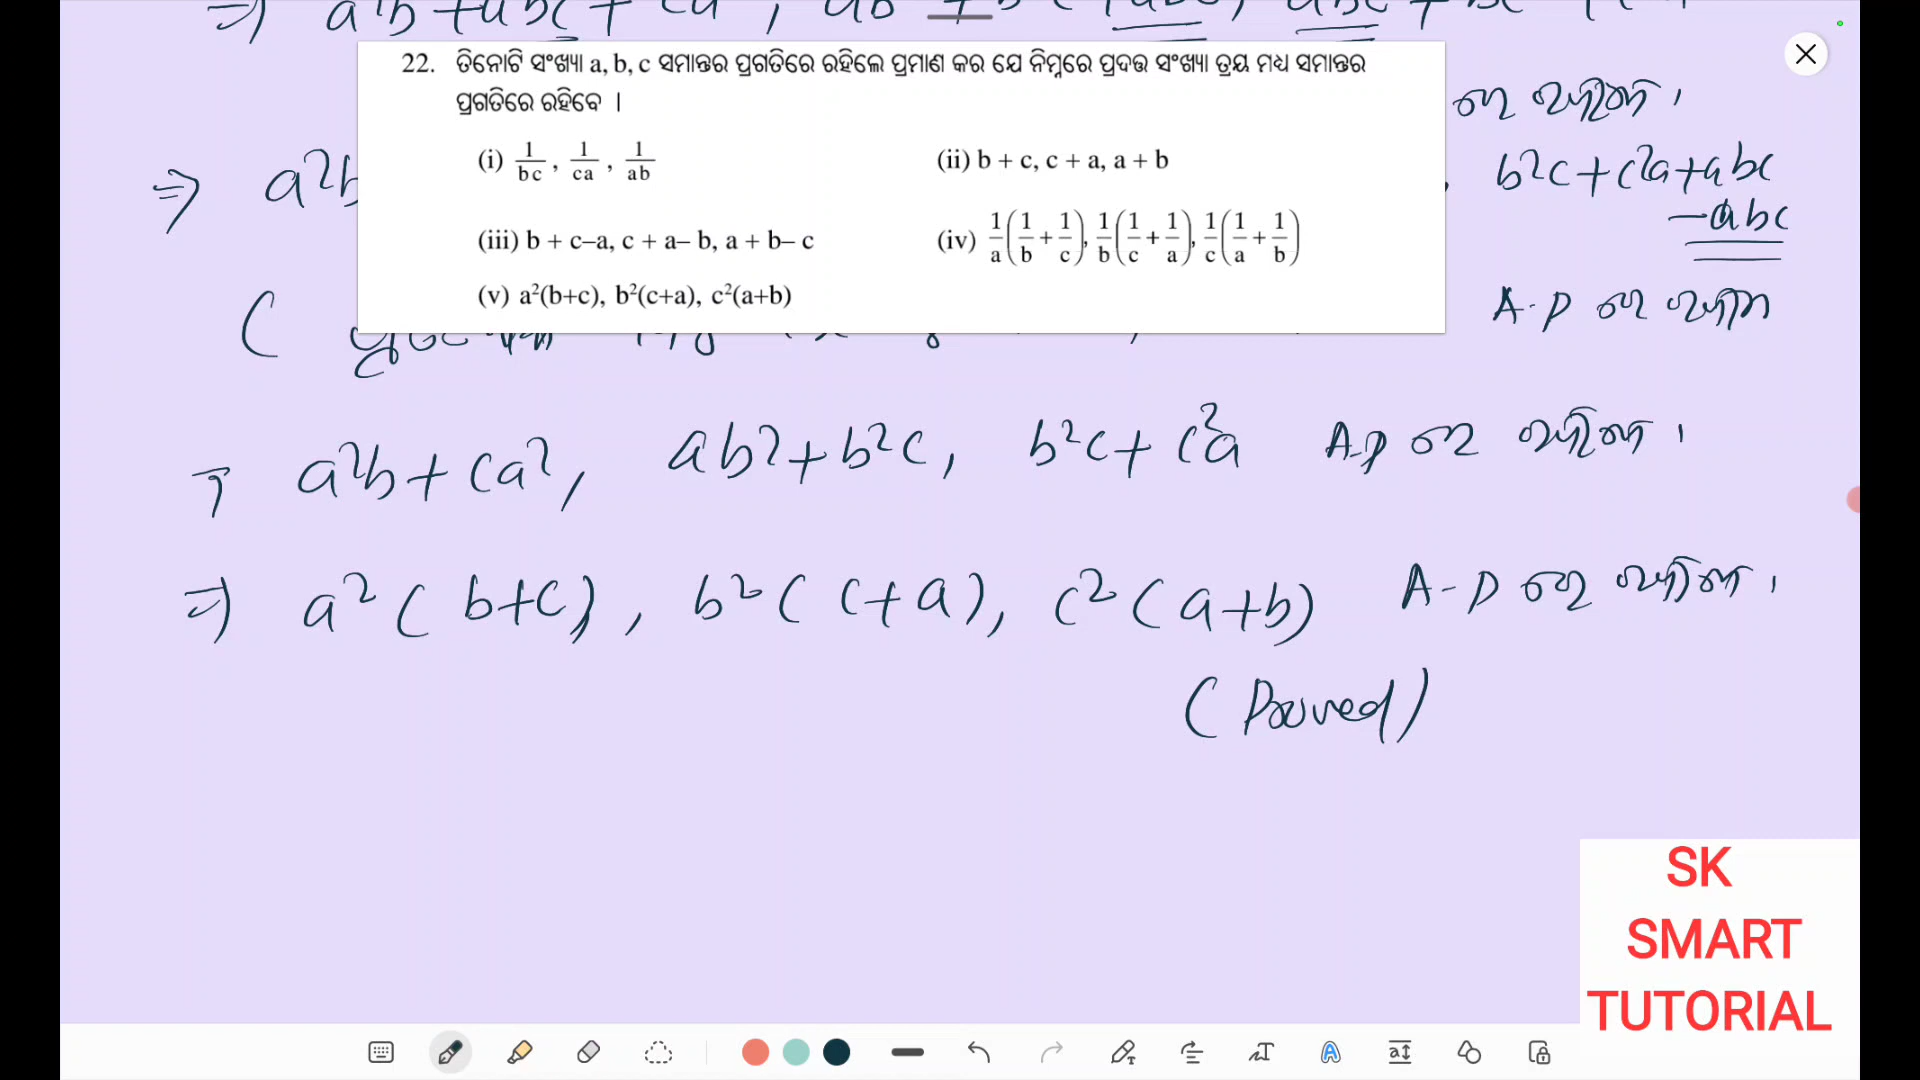 22. ତିନୋଟି ସଂଖ୍ୟା a, b, c ସମାନ୍ତର ପ୍ରଗତିରେ ରହିଲେ ପ୍ରମାଣ କର ଯେ ନିମ୍ନରେ ପ୍ରଦତ୍ତ ସଂଖ୍ୟା ତ୍ରୟ ମଧ୍ୟ ସମାନ୍ତର
ପ୍ରଗତିରେ ରହିବେ ।
(i) 1/bc, 1/ca, 1/ab (ii) b + c, c + a, a + b
(iii) b + c–a, c + a– b, a + b– c (iv) 1/a(1/b + 1/c), 1/b(1/c + 1/a), 1/c(1/a + 1/b)
(v) a²(b+c), b²(c+a), c²(a+b)
⇒ a²b
b²c+c²a+abc
−abc
A-P ରେ
⇒ a²b+ca², ab²+b²c, b²c+c²a A-P ରେ
⇒ a²(b+c), b²(c+a), c²(a+b) A-P ରେ
(Proved)
SK
SMART
TUTORIAL